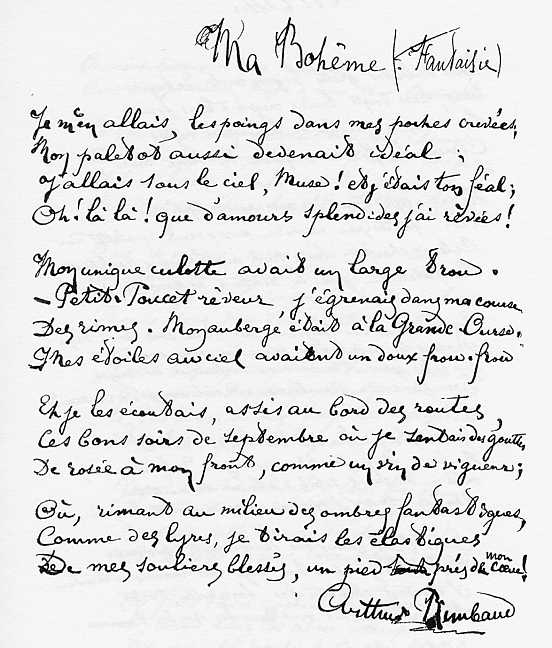 Ma Bohême (: Fantaisie)
Je m'en allais, les poings dans mes poches crevées;
Mon paletot aussi devenait idéal;
J'allais sous le ciel, Muse! et j'étais ton féal;
Oh! là là! que d'amours splendides j'ai rêvées!
Mon unique culotte avait un large trou.
– Petit-Poucet rêveur, j'égrenais dans ma course
Des rimes. Mon auberge était à la Grande-Ourse.
– Mes étoiles au ciel avaient un doux frou-frou
Et je les écoutais, assis au bord des routes,
Ces bons soirs de septembre où je sentais des gouttes
De rosée à mon front, comme un vin de vigueur;
Où, rimant au milieu des ombres fantastiques,
Comme des lyres, je tirais les élastiques
De mes souliers blessés, un pied près de mon cœur!
Arthur Rimbaud